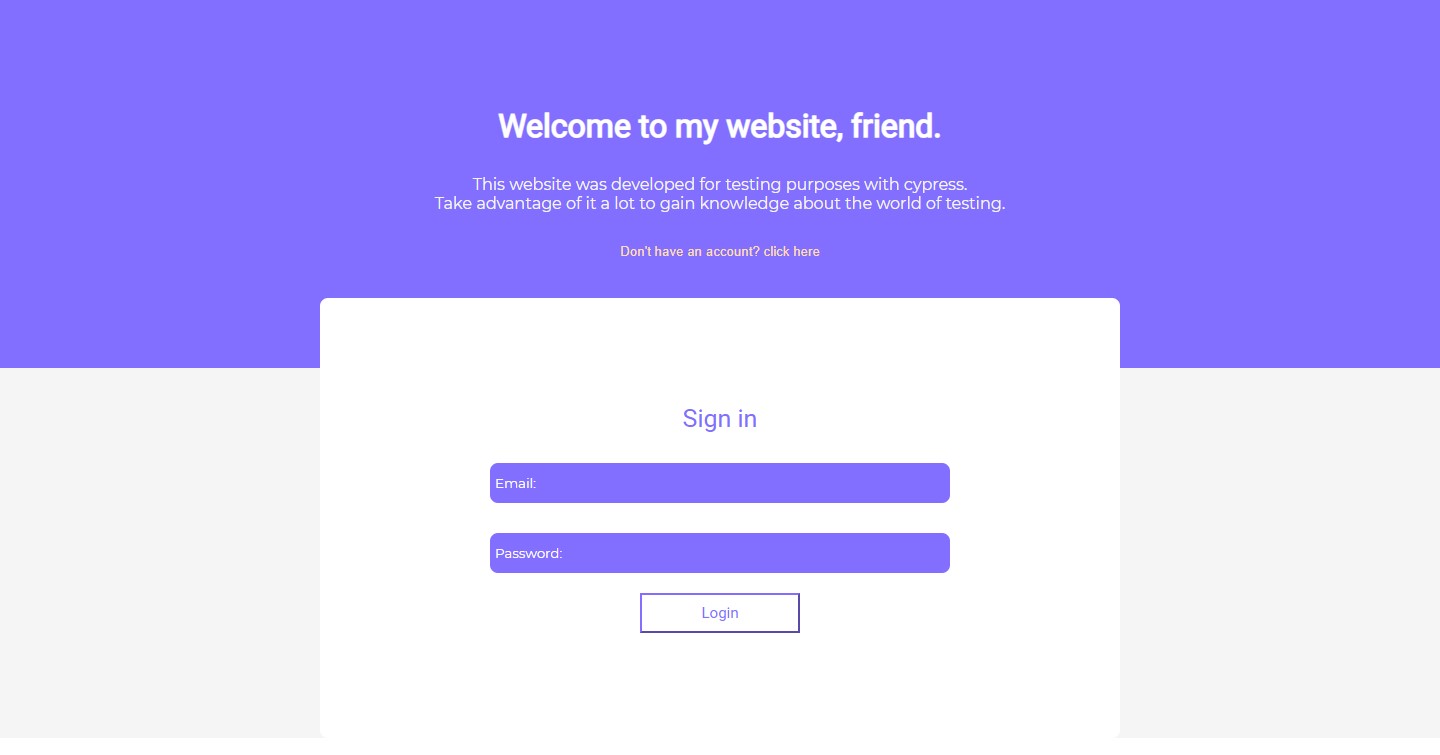 Welcome to my website, friend.
This website was developed for testing purposes with cypress.
Take advantage of it a lot to gain knowledge about the world of testing.
Don't have an account? click here
Sign in
Email:
Password:
Login